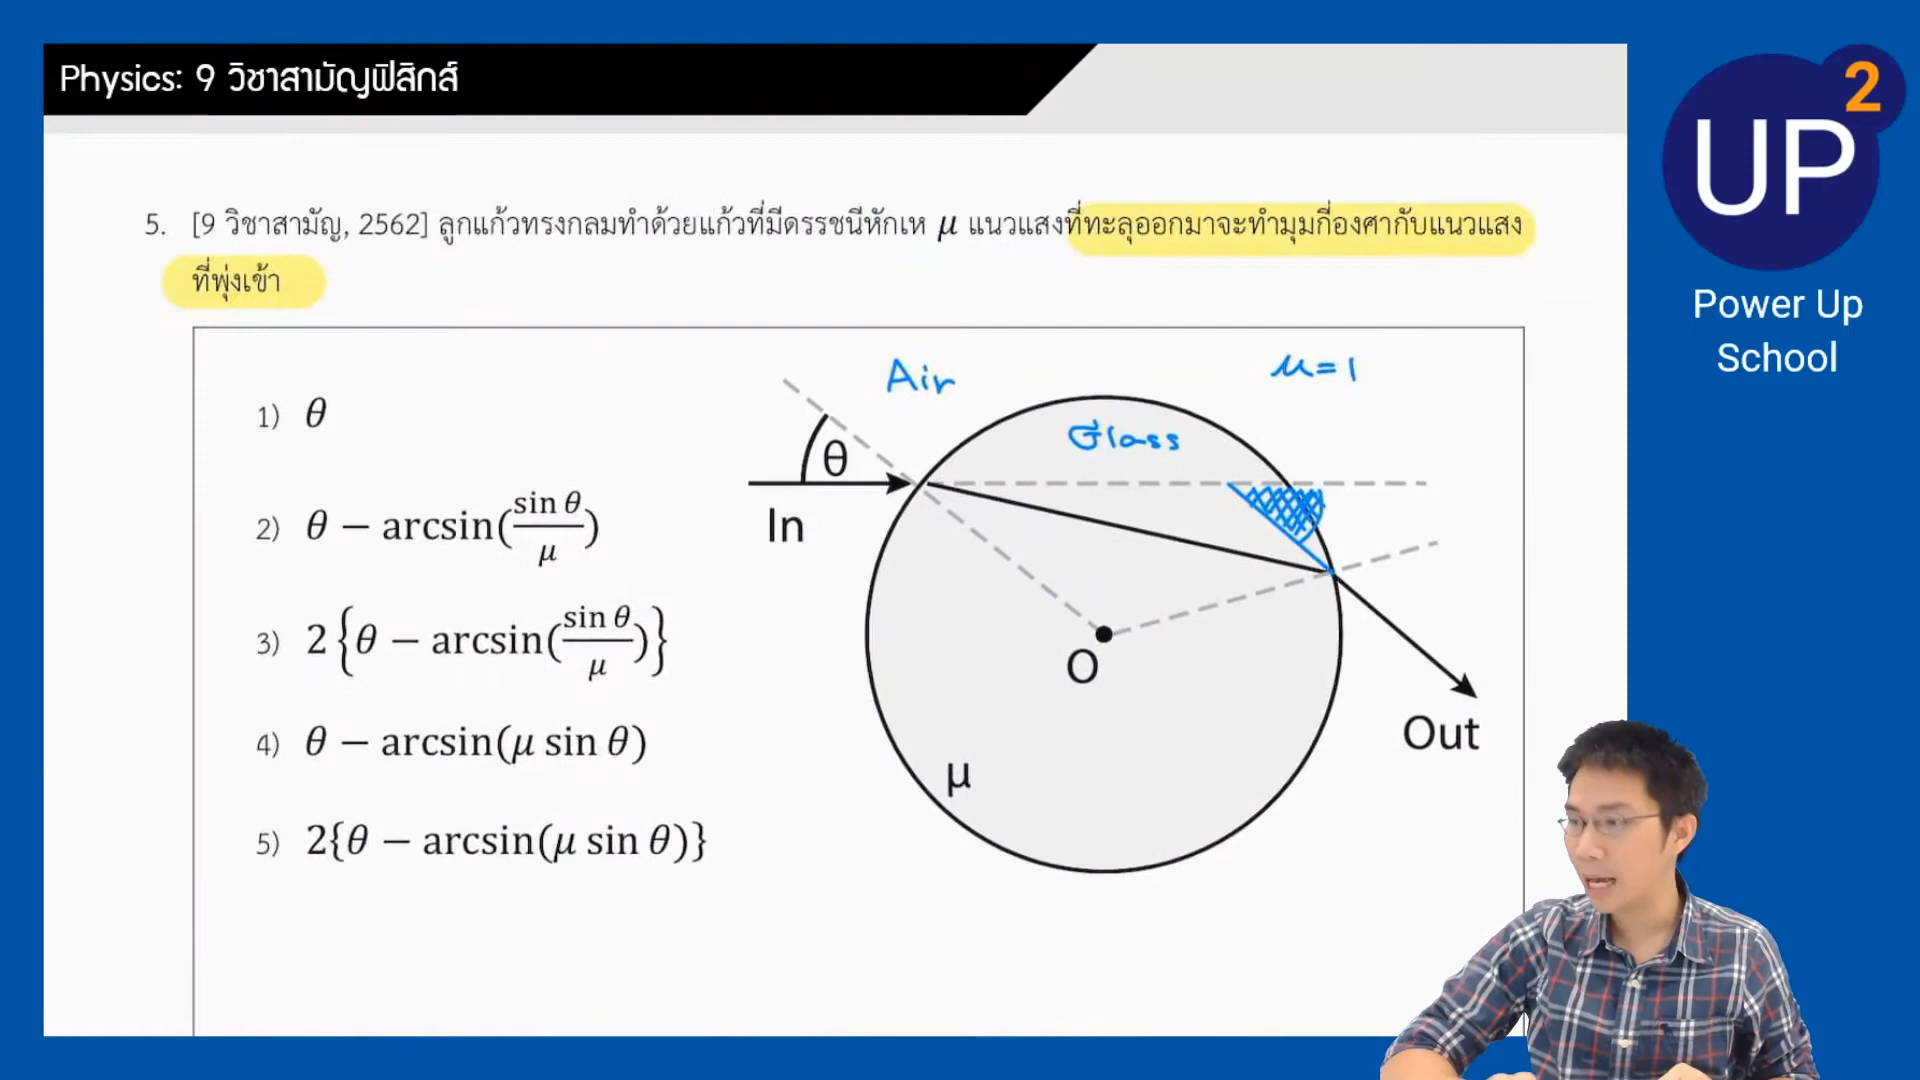 Physics: 9 วิชาสามัญฟิสิกส์
UP²
Power Up
School
5. [9 วิชาสามัญ, 2562] ลูกแก้วทรงกลมทำด้วยแก้วที่มีดรรชนีหักเห μ แนวแสงที่ทะลุออกมาจะทำมุมกี่องศากับแนวแสง
ที่พุ่งเข้า
1) θ
2) θ − arcsin(sin θ/μ)
3) 2{θ − arcsin(sin θ/μ)}
4) θ − arcsin(μ sin θ)
5) 2{θ − arcsin(μ sin θ)}
Air
μ=1
Glass
θ
In
O
Out
μ